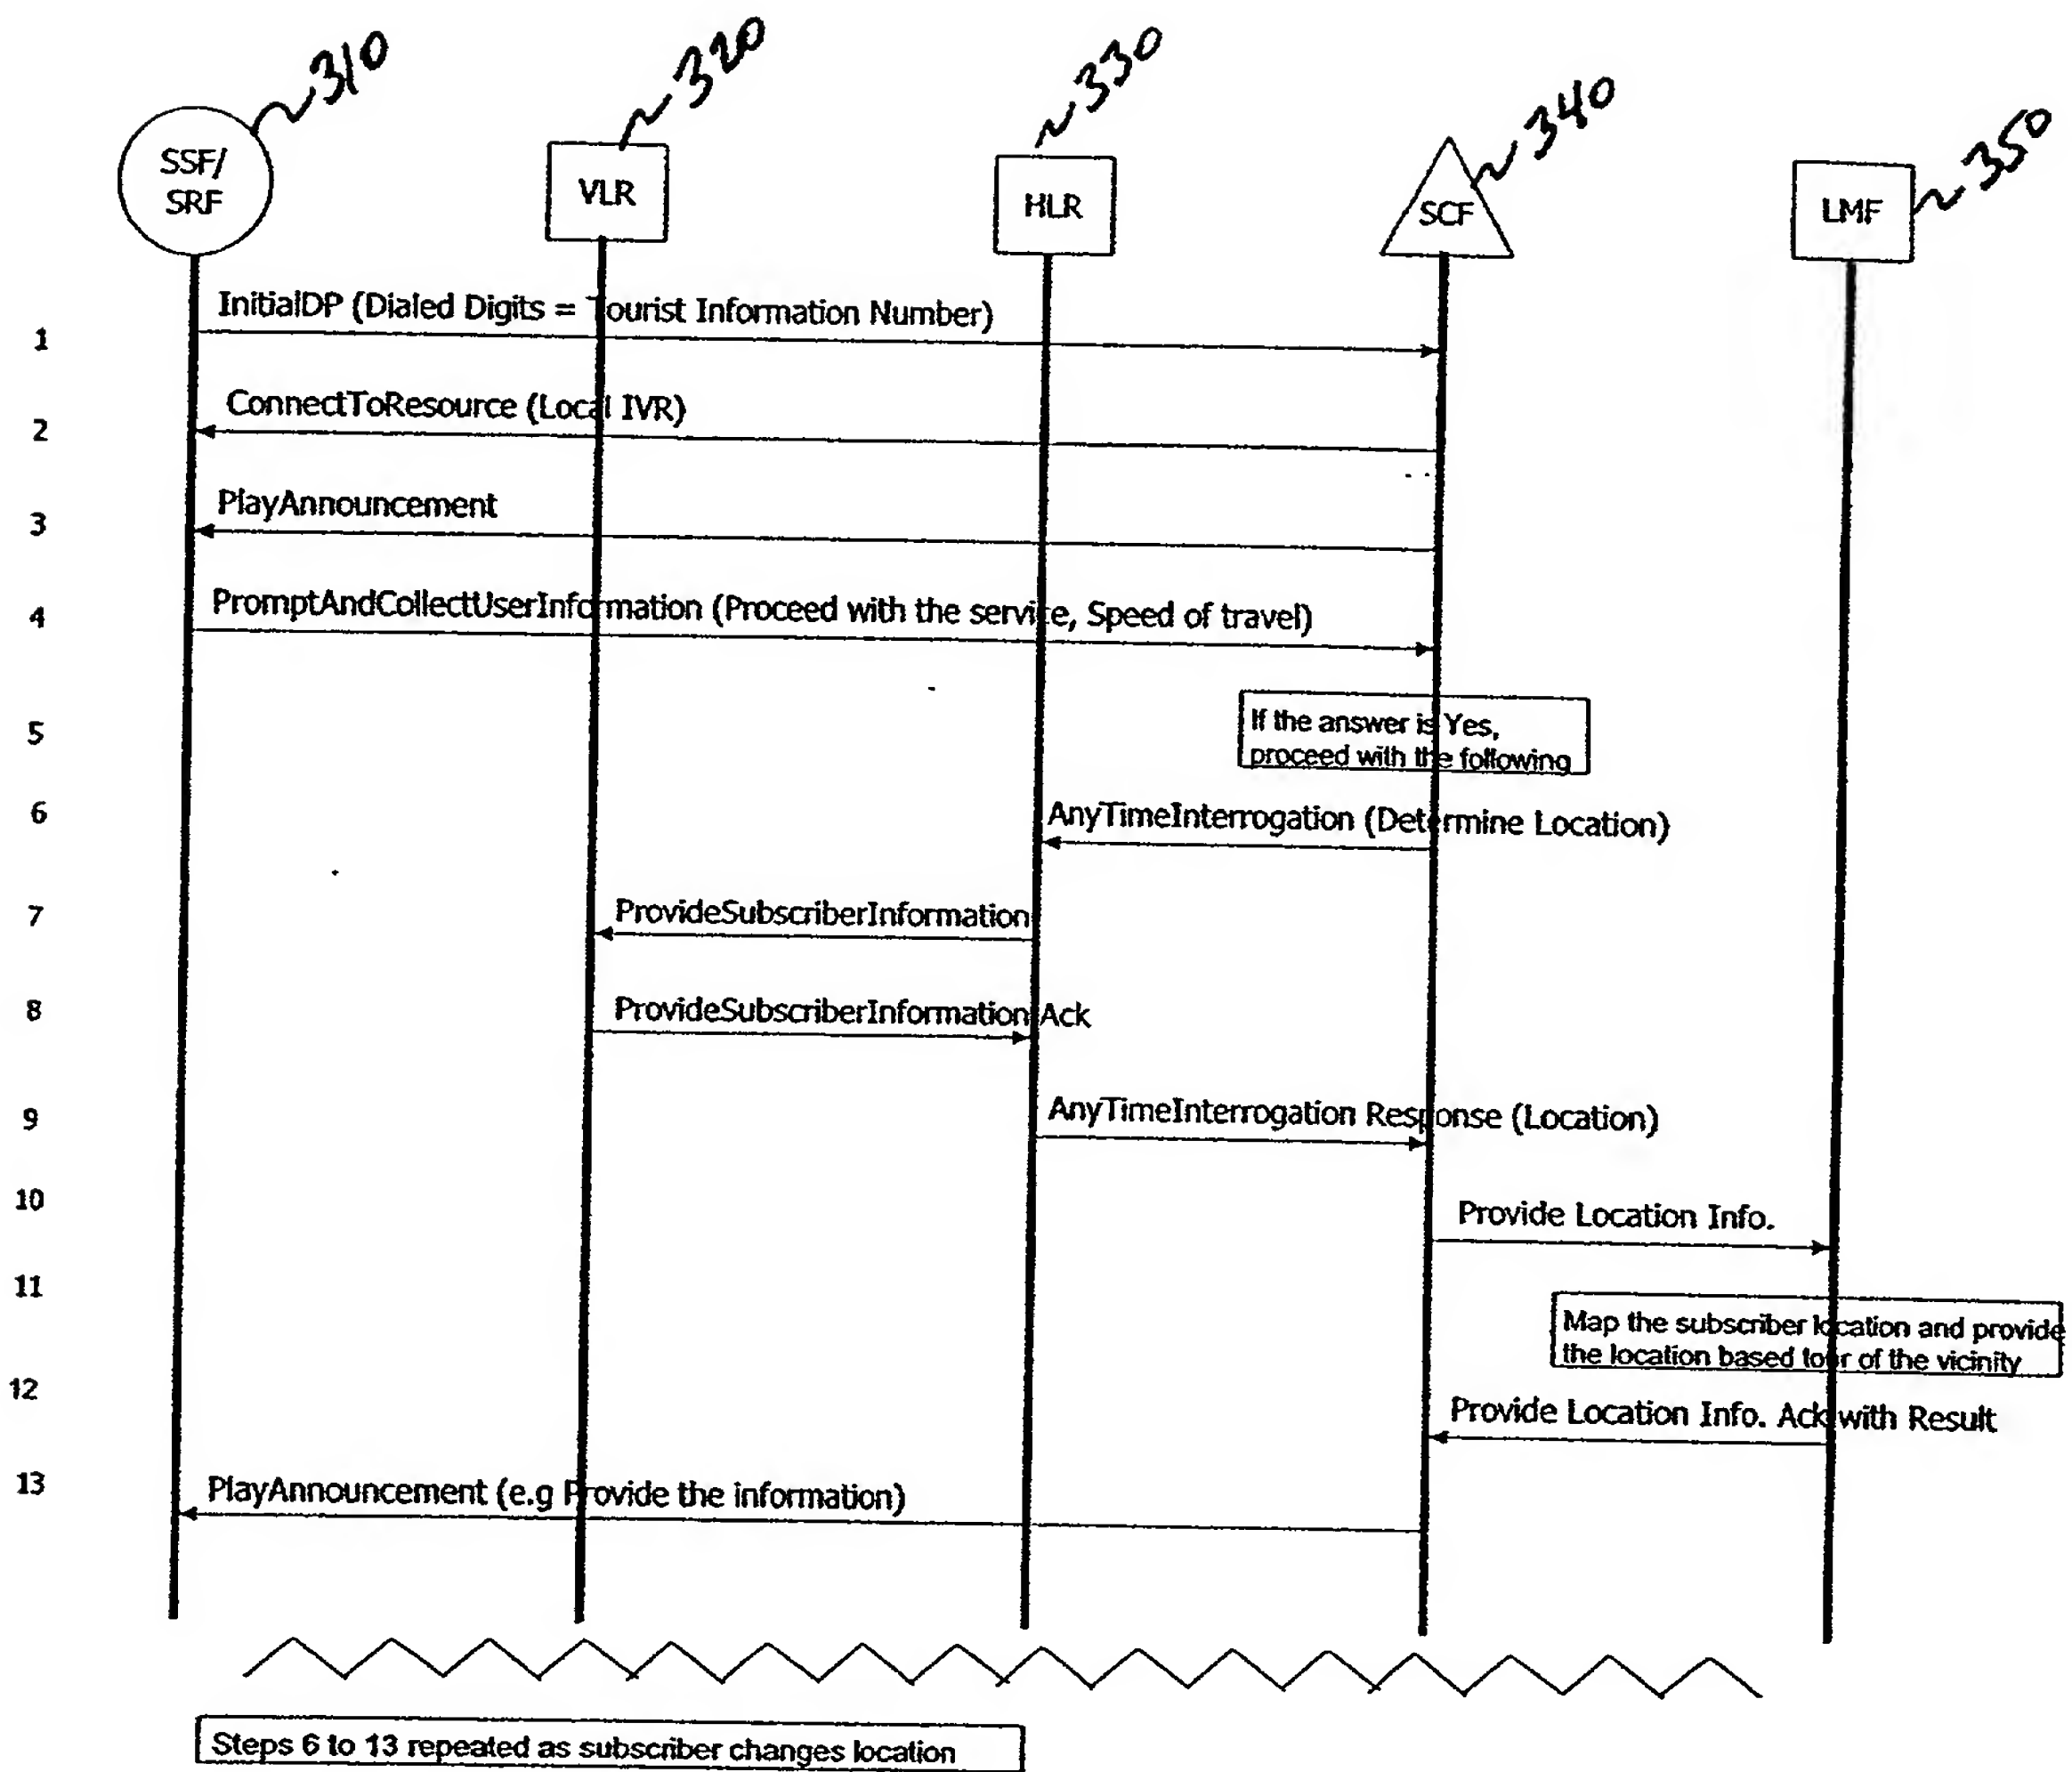 310
320
330
340
350
SSF/
SRF
VLR
HLR
SCF
LMF
InitialDP (Dialed Digits = Tourist Information Number)
1
ConnectToResource (Local IVR)
2
PlayAnnouncement
3
PromptAndCollectUserInformation (Proceed with the service, Speed of travel)
4
If the answer is Yes,
proceed with the following
5
AnyTimeInterrogation (Determine Location)
6
ProvideSubscriberInformation
7
ProvideSubscriberInformation Ack
8
AnyTimeInterrogation Response (Location)
9
10
Provide Location Info.
11
Map the subscriber location and provide
the location based tour of the vicinity
12
Provide Location Info. Ack with Result
13
PlayAnnouncement (e.g Provide the information)
Steps 6 to 13 repeated as subscriber changes location